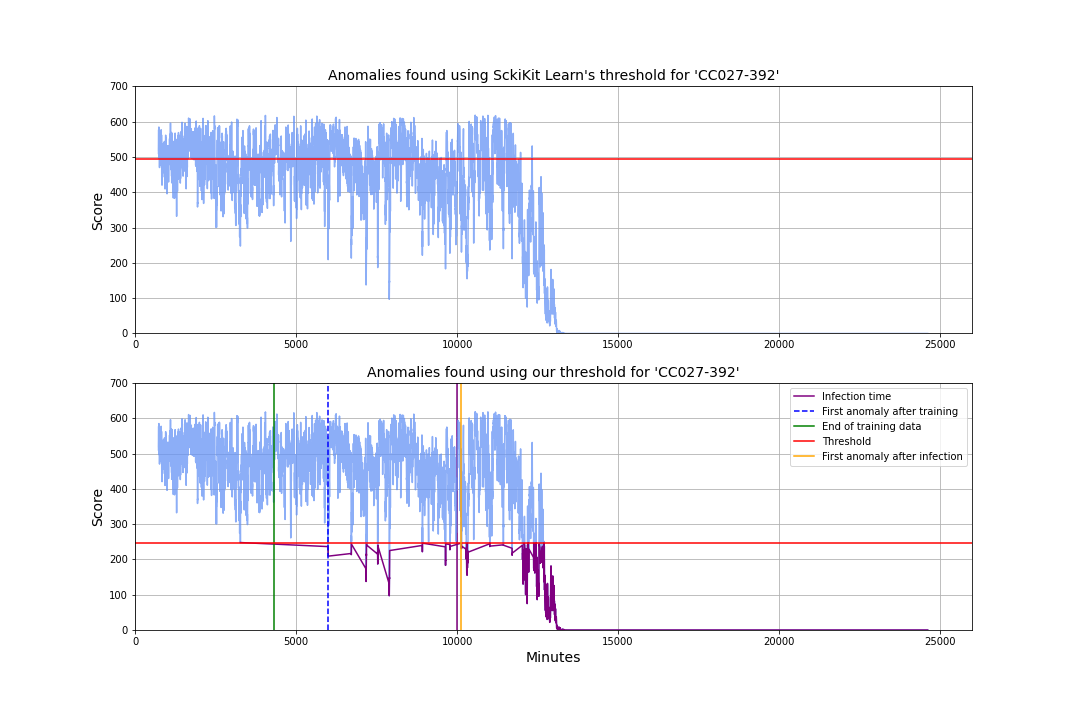 Anomalies found using SckiKit Learn's threshold for 'CC027-392'
700
600
500
400
300
200
100
0
Score
0 5000 10000 15000 20000 25000
Anomalies found using our threshold for 'CC027-392'
700
600
500
400
300
200
100
0
Score
Infection time
First anomaly after training
End of training data
Threshold
First anomaly after infection
0 5000 10000 15000 20000 25000
Minutes